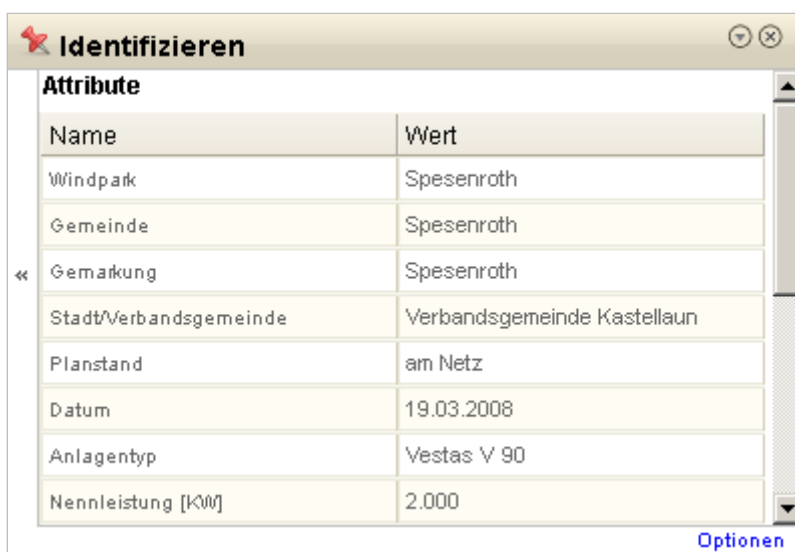 Identifizieren
Attribute
Name Wert
Windpark Spesenroth
Gemeinde Spesenroth
Gemarkung Spesenroth
«
Stadt/Verbandsgemeinde Verbandsgemeinde Kastellaun
Planstand am Netz
Datum 19.03.2008
Anlagentyp Vestas V 90
Nennleistung [KW] 2.000
Optionen